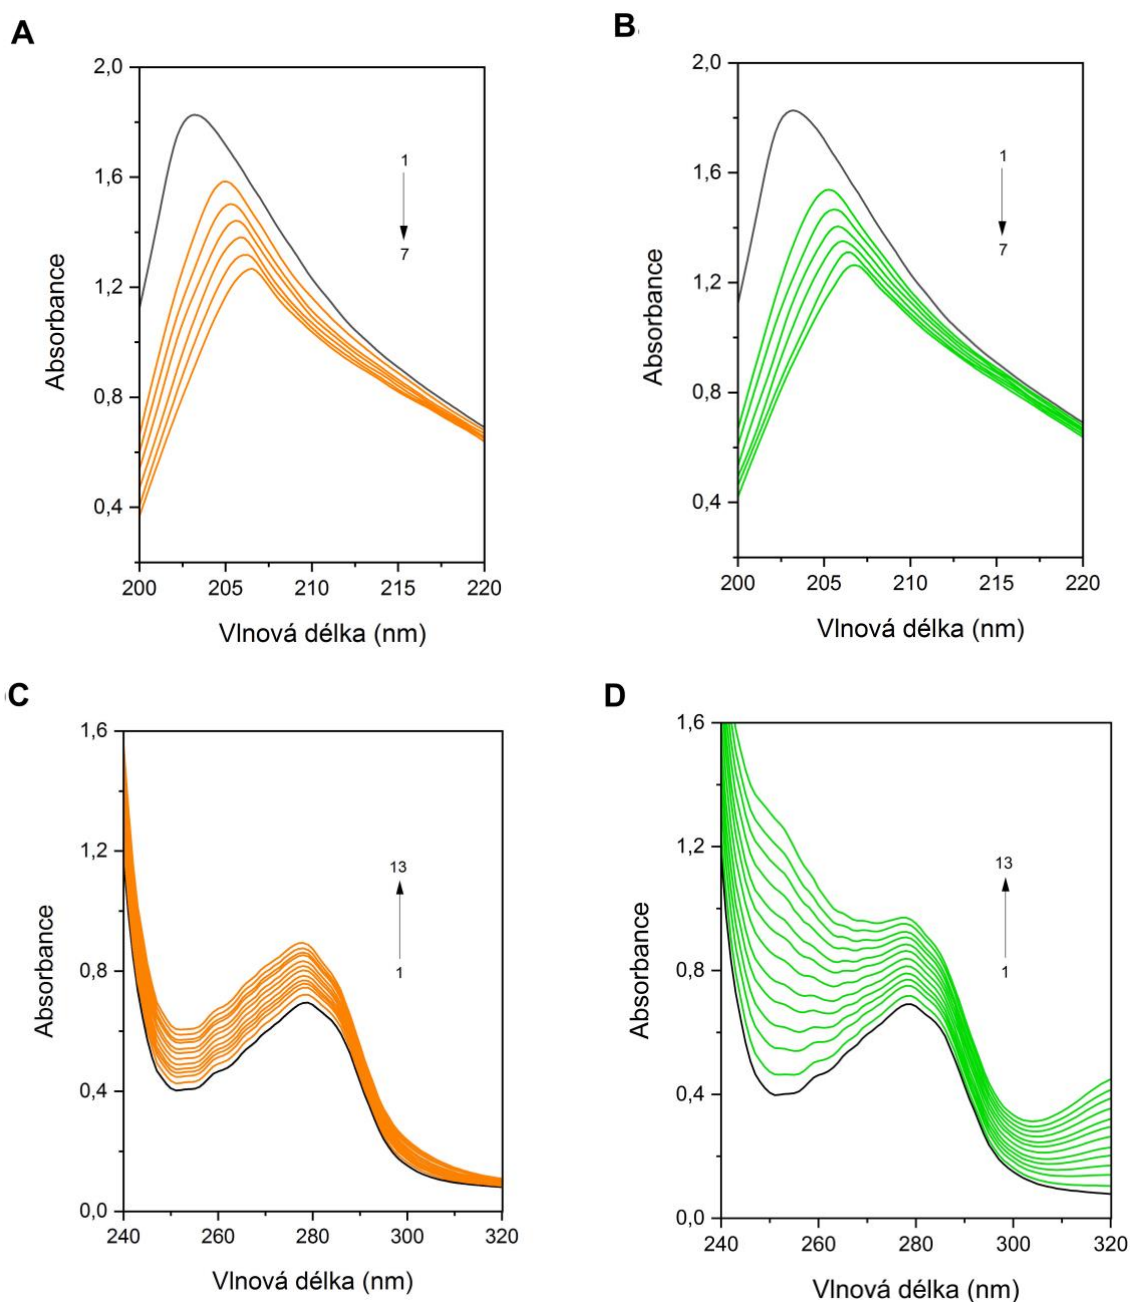 A
2,0
1,6
1,2
0,8
0,4
1
7
Absorbance
200 205 210 215 220
Vlnová délka (nm)
B
2,0
1,6
1,2
0,8
0,4
1
7
Absorbance
200 205 210 215 220
Vlnová délka (nm)
C
1,6
1,2
0,8
0,4
0,0
13
1
Absorbance
240 260 280 300 320
Vlnová délka (nm)
D
1,6
1,2
0,8
0,4
0.0
13
1
Absorbance
240 260 280 300 320
Vlnová délka (nm)